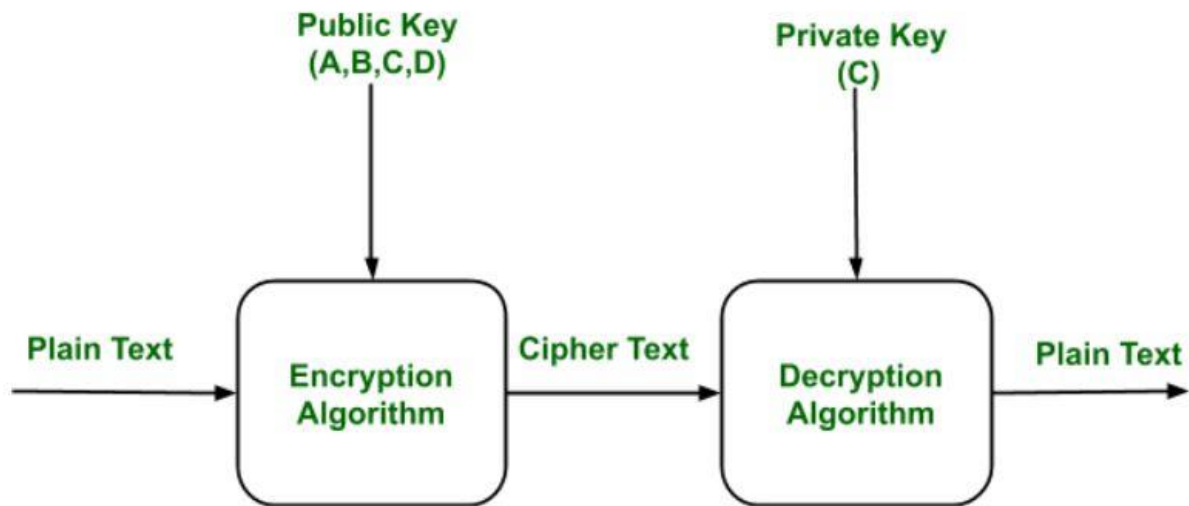 Public Key
(A,B,C,D)
Private Key
(C)
Plain Text
Encryption
Algorithm
Cipher Text
Decryption
Algorithm
Plain Text